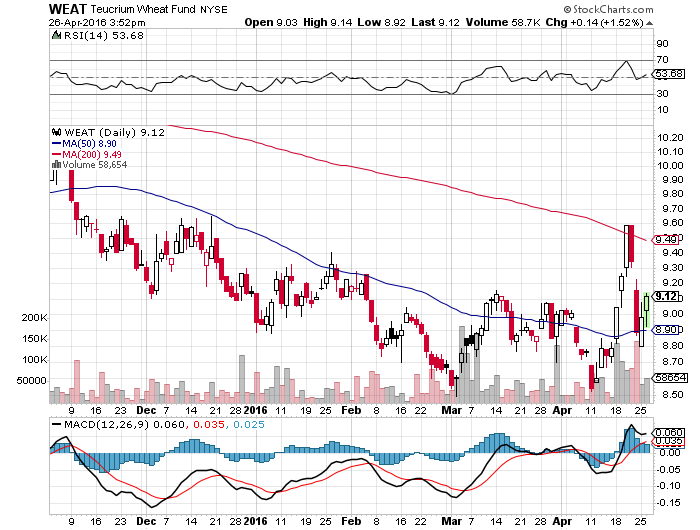 WEAT Teucrium Wheat Fund NYSE © StockCharts.com
26-Apr-2016 3:52pm Open 9.03 High 9.14 Low 8.92 Last 9.12 Volume 58.7K Chg +0.14 (+1.52%)
RSI(14) 53.68
90
70
53.68
30
10
WEAT (Daily) 9.12
MA(50) 8.90
MA(200) 9.49
Volume 58,654
10.20
10.10
10.00
9.90
9.80
9.70
9.60
9.50
9.49
9.40
9.30
9.20
9.12
9.00
8.90
8.80
8.70
58654
8.50
200K
150K
100K
50000
9 16 23 Dec 7 14 21 28 2016 11 19 25 Feb 8 16 22 Mar 7 14 21 28 Apr 11 18 25
MACD(12,26,9) 0.060, 0.035, 0.025
0.060
0.035
0.00
-0.05
-0.10
-0.15
9 16 23 Dec 7 14 21 28 2016 11 19 25 Feb 8 16 22 Mar 7 14 21 28 Apr 11 18 25